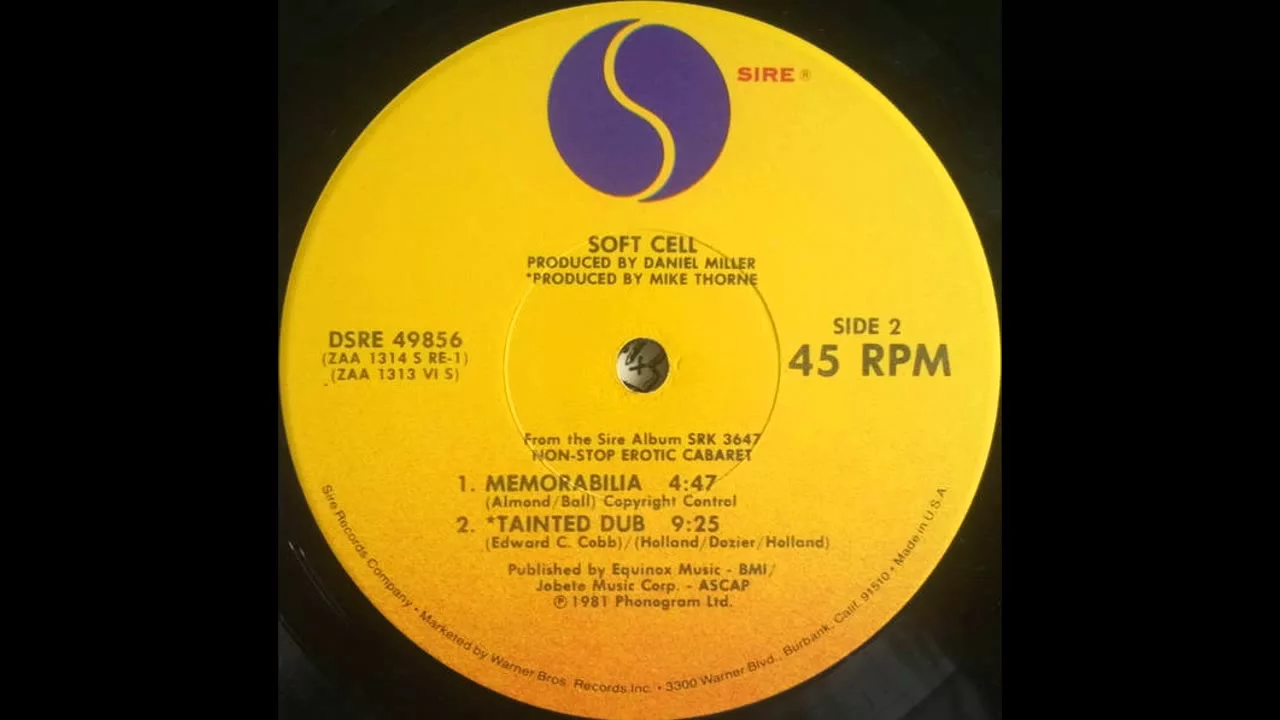 SIRE ®
SOFT CELL
PRODUCED BY DANIEL MILLER
*PRODUCED BY MIKE THORNE
DSRE 49856
(ZAA 1314 S RE-1)
(ZAA 1313 VI S)
SIDE 2
45 RPM
From the Sire Album SRK 3647
NON-STOP EROTIC CABARET
1. MEMORABILIA 4:47
(Almond/Ball) Copyright Control
2. *TAINTED DUB 9:25
(Edward C. Cobb)/(Holland/Dozier/Holland)
Published by Equinox Music - BMI/
Jobete Music Corp. - ASCAP
℗ 1981 Phonogram Ltd.
Sire Records Company • Marketed by Warner Bros. Records Inc. • 3300 Warner Blvd., Burbank, Calif. 91510 • Made in U.S.A.